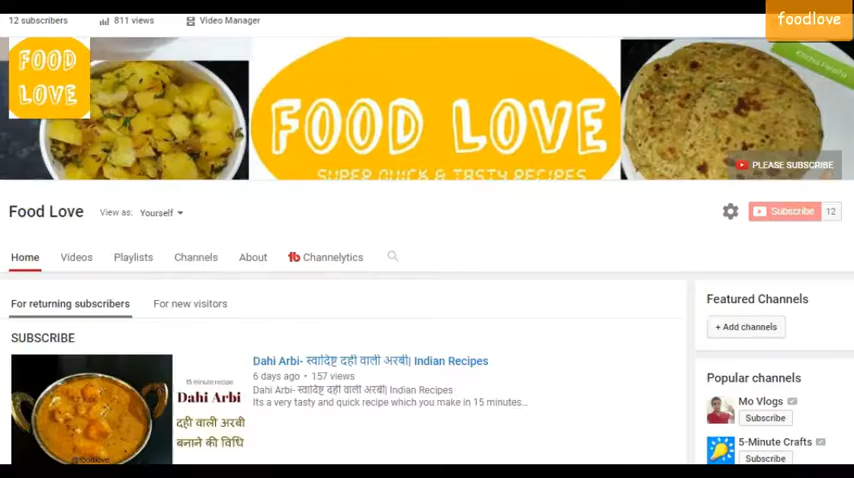 12 subscribers 811 views Video Manager
foodlove
FOOD
LOVE
FOOD LOVE
SUPER QUICK & TASTY RECIPES
PLEASE SUBSCRIBE
Food Love View as: Yourself
Subscribe 12
Home Videos Playlists Channels About Channelytics
For returning subscribers For new visitors
SUBSCRIBE
15 minute recipe
Dahi Arbi
दही वाली अरबी
बनाने की विधि
@foodlove
Dahi Arbi- स्वादिष्ट दही वाली अरबी| Indian Recipes
6 days ago • 157 views
Dahi Arbi- स्वादिष्ट दही वाली अरबी| Indian Recipes
Its a very tasty and quick recipe which you make in 15 minutes...
Featured Channels
+ Add channels
Popular channels
Mo Vlogs
Subscribe
5-Minute Crafts
Subscribe